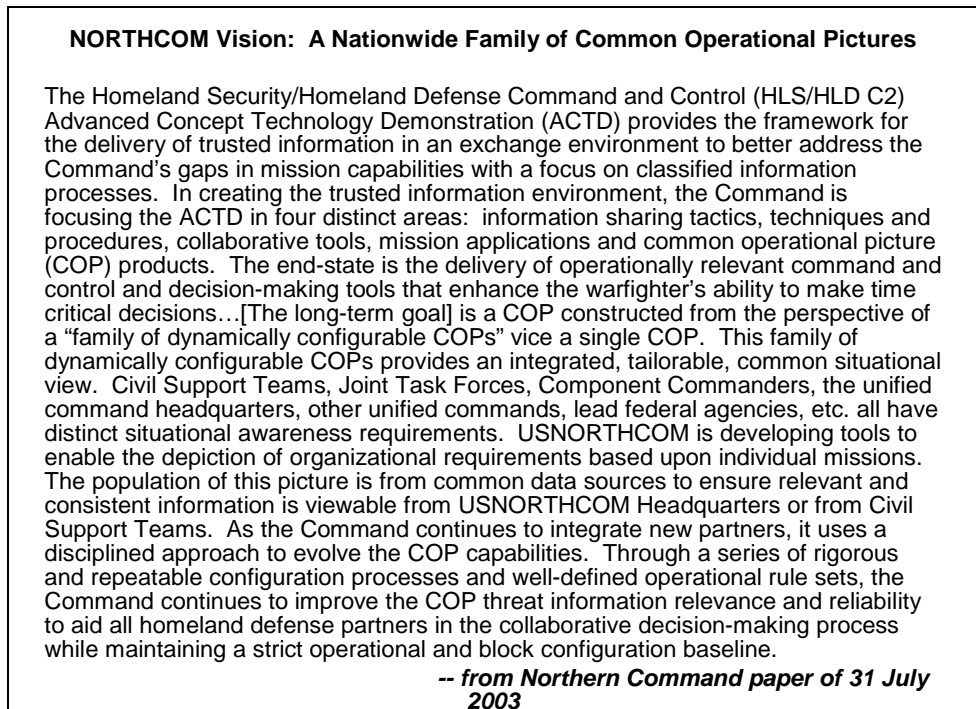 NORTHCOM Vision:  A Nationwide Family of Common Operational Pictures
The Homeland Security/Homeland Defense Command and Control (HLS/HLD C2)
Advanced Concept Technology Demonstration (ACTD) provides the framework for
the delivery of trusted information in an exchange environment to better address the
Command’s gaps in mission capabilities with a focus on classified information
processes.  In creating the trusted information environment, the Command is
focusing the ACTD in four distinct areas:  information sharing tactics, techniques and
procedures, collaborative tools, mission applications and common operational picture
(COP) products.  The end-state is the delivery of operationally relevant command and
control and decision-making tools that enhance the warfighter’s ability to make time
critical decisions…[The long-term goal] is a COP constructed from the perspective of
a “family of dynamically configurable COPs” vice a single COP.  This family of
dynamically configurable COPs provides an integrated, tailorable, common situational
view.  Civil Support Teams, Joint Task Forces, Component Commanders, the unified
command headquarters, other unified commands, lead federal agencies, etc. all have
distinct situational awareness requirements.  USNORTHCOM is developing tools to
enable the depiction of organizational requirements based upon individual missions.
The population of this picture is from common data sources to ensure relevant and
consistent information is viewable from USNORTHCOM Headquarters or from Civil
Support Teams.  As the Command continues to integrate new partners, it uses a
disciplined approach to evolve the COP capabilities.  Through a series of rigorous
and repeatable configuration processes and well-defined operational rule sets, the
Command continues to improve the COP threat information relevance and reliability
to aid all homeland defense partners in the collaborative decision-making process
while maintaining a strict operational and block configuration baseline.
-- from Northern Command paper of 31 July
2003